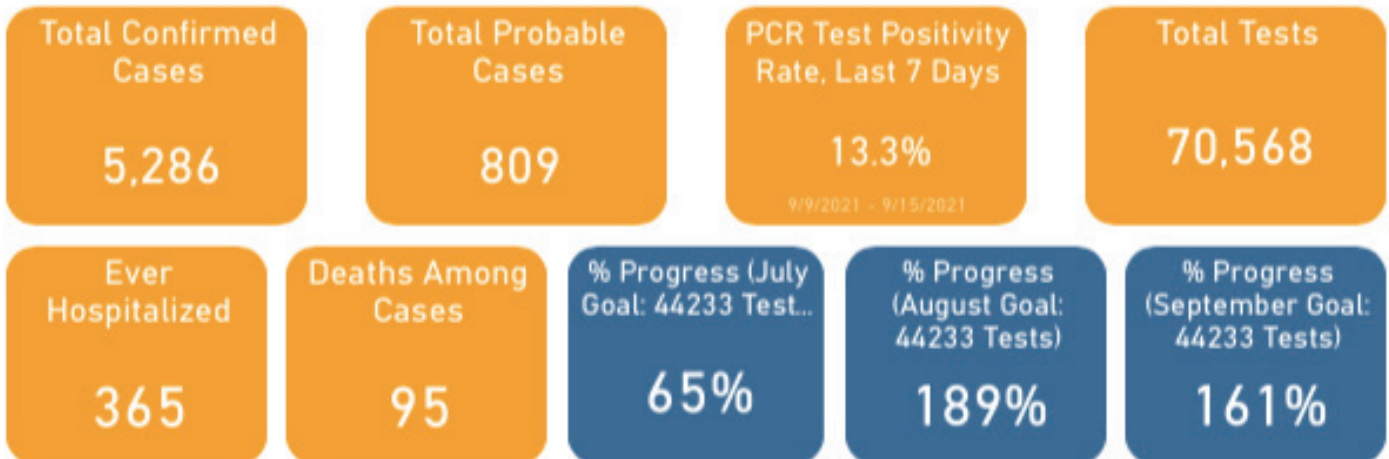 Total Confirmed
Cases
5,286
Total Probable
Cases
809
PCR Test Positivity
Rate, Last 7 Days
13.3%
9/9/2021 - 9/15/2021
Total Tests
70,568
Ever
Hospitalized
365
Deaths Among
Cases
95
% Progress (July
Goal: 44233 Test...
65%
% Progress
(August Goal:
44233 Tests)
189%
% Progress
(September Goal:
44233 Tests)
161%